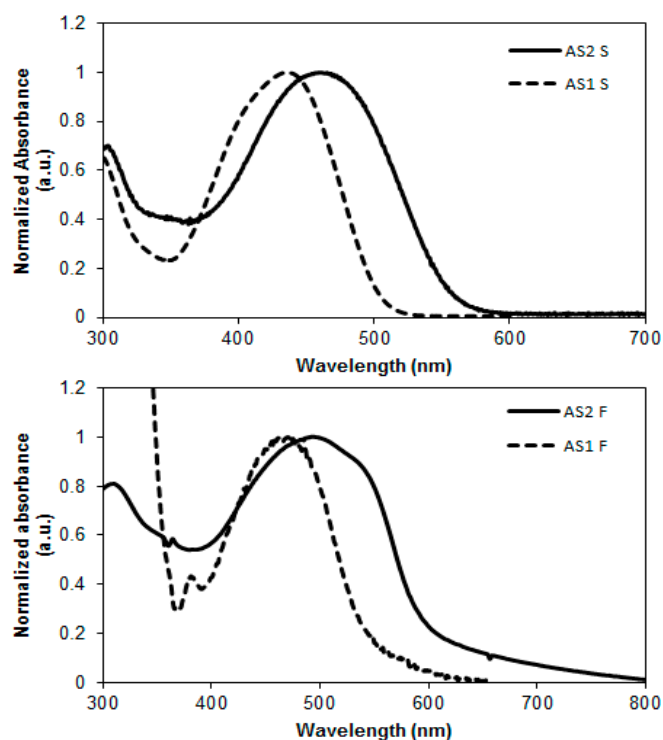 1.2
1
0.8
0.6
0.4
0.2
0
Normalized Absorbance
(a.u.)
AS2 S
AS1 S
300 400 500 600 700
Wavelength (nm)
1.2
1
0.8
0.6
0.4
0.2
0
Normalized absorbance
(a.u.)
AS2 F
AS1 F
300 400 500 600 700 800
Wavelength (nm)